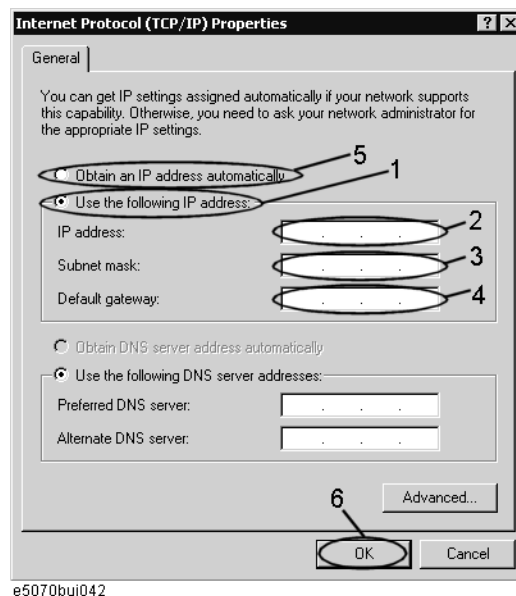 Internet Protocol (TCP/IP) Properties
General
You can get IP settings assigned automatically if your network supports
this capability. Otherwise, you need to ask your network administrator for
the appropriate IP settings.
5
Obtain an IP address automatically
1
Use the following IP address:
IP address:
2
Subnet mask:
3
Default gateway:
4
Obtain DNS server address automatically
Use the following DNS server addresses:
Preferred DNS server:
Alternate DNS server:
6
Advanced...
OK
Cancel
e5070bui042